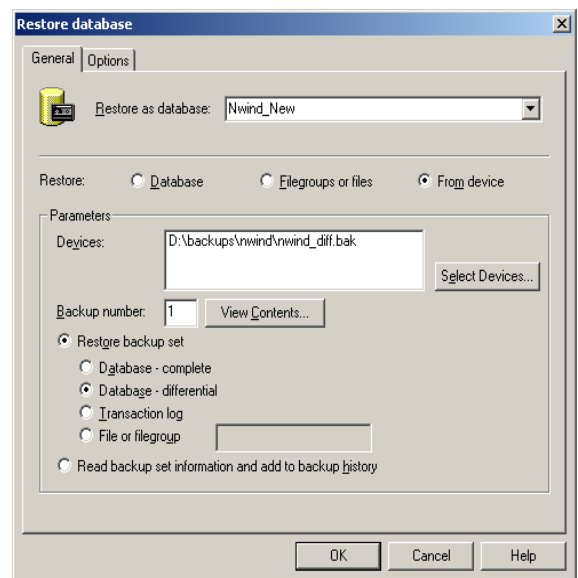 Restore database
General Options
Restore as database: Nwind_New
Restore: Database Filegroups or files From device
Parameters
Devices: D:\backups\nwind\nwind_diff.bak
Select Devices...
Backup number: 1 View Contents...
Restore backup set
Database - complete
Database - differential
Transaction log
File or filegroup
Read backup set information and add to backup history
OK Cancel Help